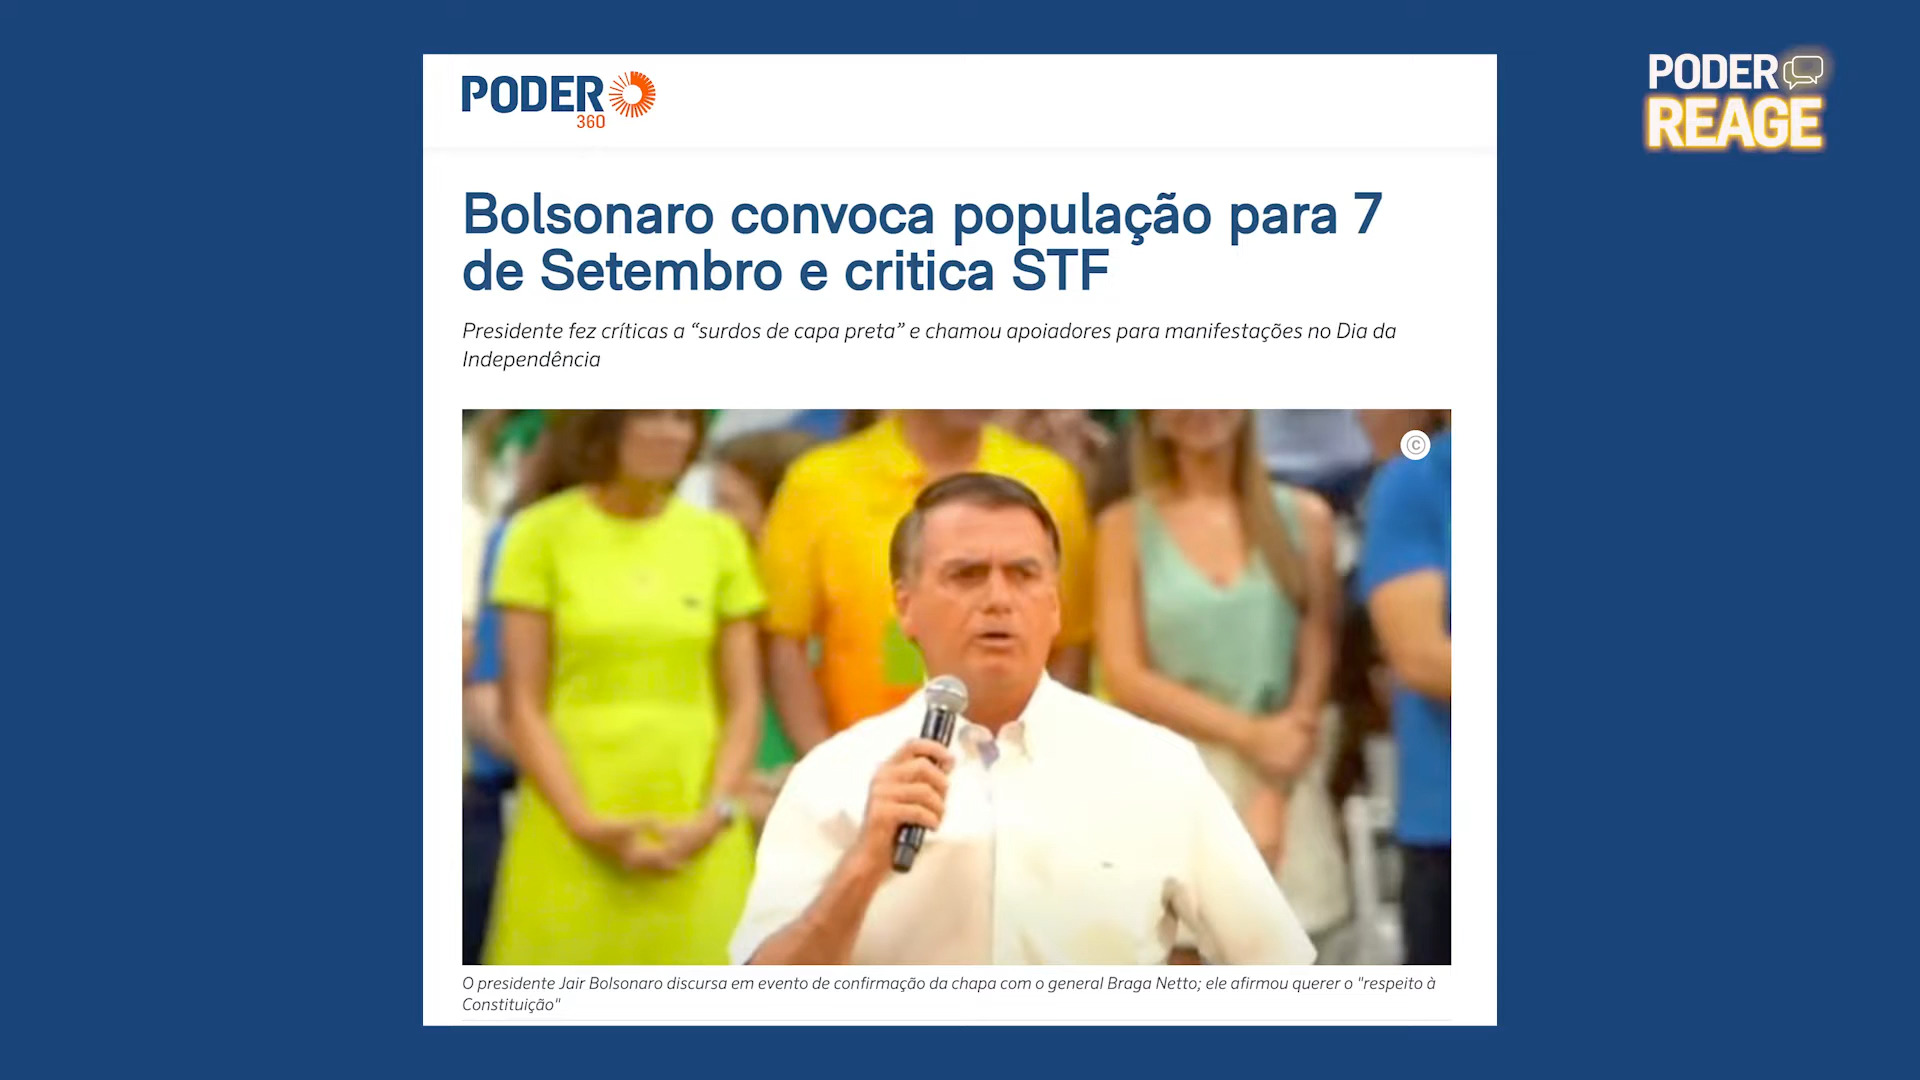 PODER
360
PODER
REAGE
Bolsonaro convoca população para 7
de Setembro e critica STF
Presidente fez críticas a “surdos de capa preta” e chamou apoiadores para manifestações no Dia da
Independência
©
O presidente Jair Bolsonaro discursa em evento de confirmação da chapa com o general Braga Netto; ele afirmou querer o "respeito à
Constituição"